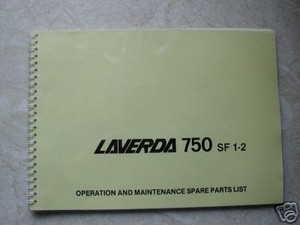 LAVERDA 750 SF 1-2
OPERATION AND MAINTENANCE SPARE PARTS LIST